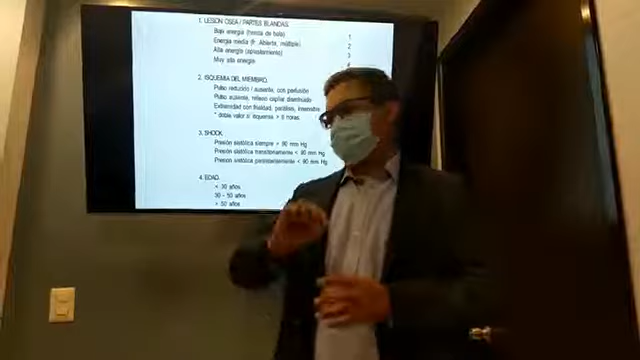 1. LESION OSEA / PARTES BLANDAS.
Baja energía (herida de bala) 1
Energía media (fr. Abierta, múltiple) 2
Alta energía (aplastamiento) 3
Muy alta energía
2. ISQUEMIA DEL MIEMBRO.
Pulso reducido / ausente, con perfusión
Pulso ausente, relleno capilar disminuido
Extremidad con frialdad, parálisis, insensible
* doble valor si isquemia > 6 horas
3. SHOCK.
Presión sistólica siempre > 90 mm Hg
Presión sistólica transitoriamente < 90 mm Hg
Presión sistólica persistentemente < 90 mm Hg
4. EDAD.
< 30 años
30 - 50 años
> 50 años